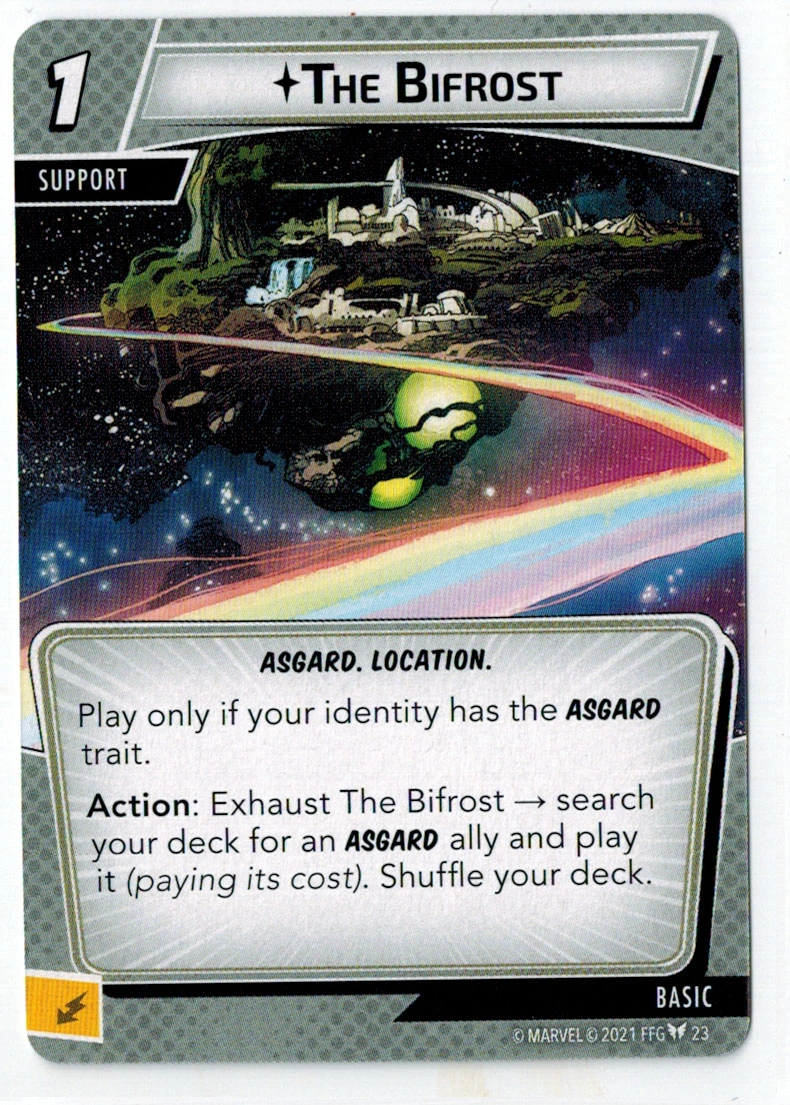 1
THE BIFROST
SUPPORT
ASGARD. LOCATION.
Play only if your identity has the ASGARD
trait.
Action: Exhaust The Bifrost → search
your deck for an ASGARD ally and play
it (paying its cost). Shuffle your deck.
BASIC
© MARVEL © 2021 FFG 23